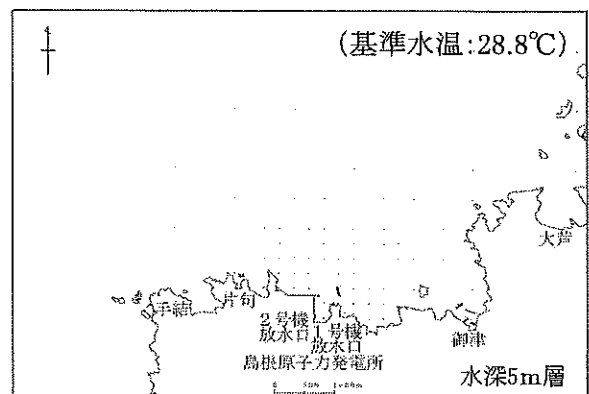 (基準水温:28.8℃)
大芦
手結
片句
2号機
放水口
1号機
放水口
御津
島根原子力発電所
水深5m層